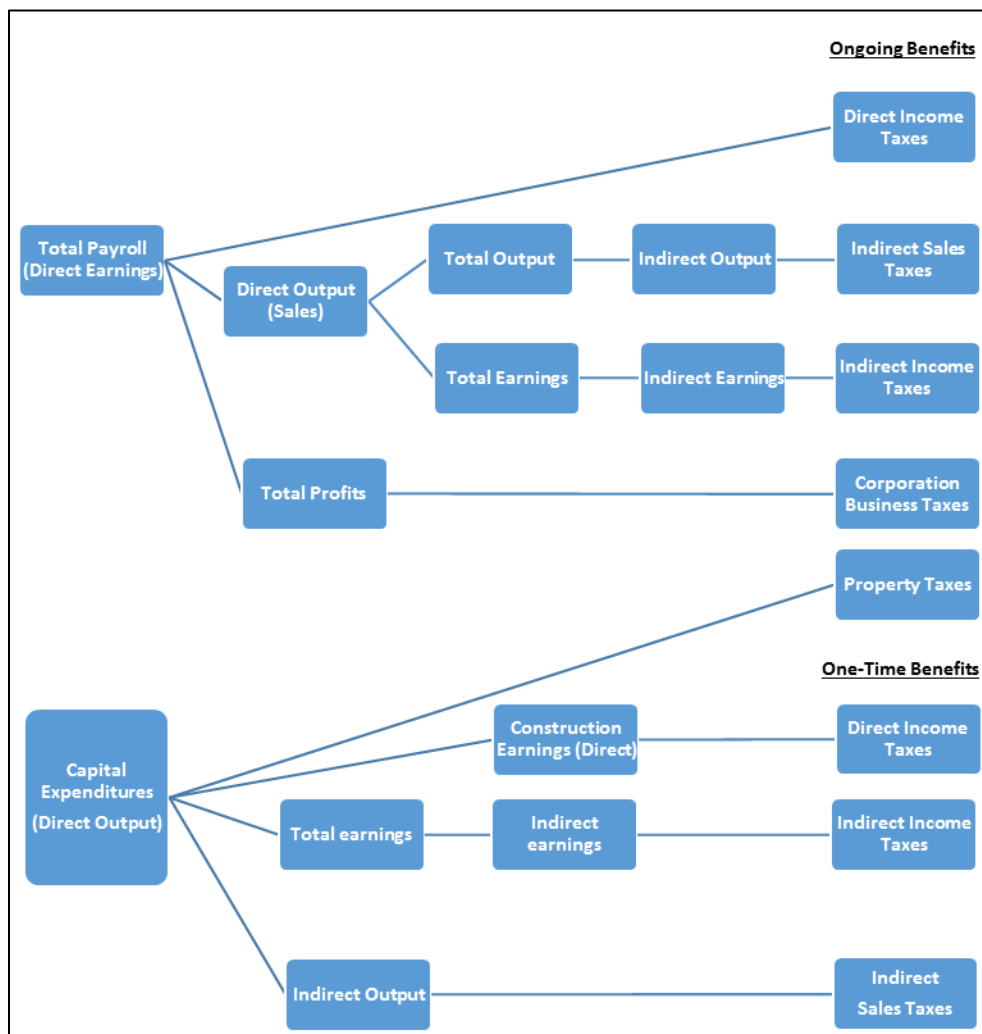 Ongoing Benefits
Direct Income
Taxes
Total Payroll
(Direct Earnings)
Direct Output
(Sales)
Total Output
Indirect Output
Indirect Sales
Taxes
Total Earnings
Indirect Earnings
Indirect Income
Taxes
Total Profits
Corporation
Business Taxes
Property Taxes
One-Time Benefits
Capital
Expenditures
(Direct Output)
Construction
Earnings (Direct)
Direct Income
Taxes
Total earnings
Indirect
earnings
Indirect Income
Taxes
Indirect Output
Indirect
Sales Taxes